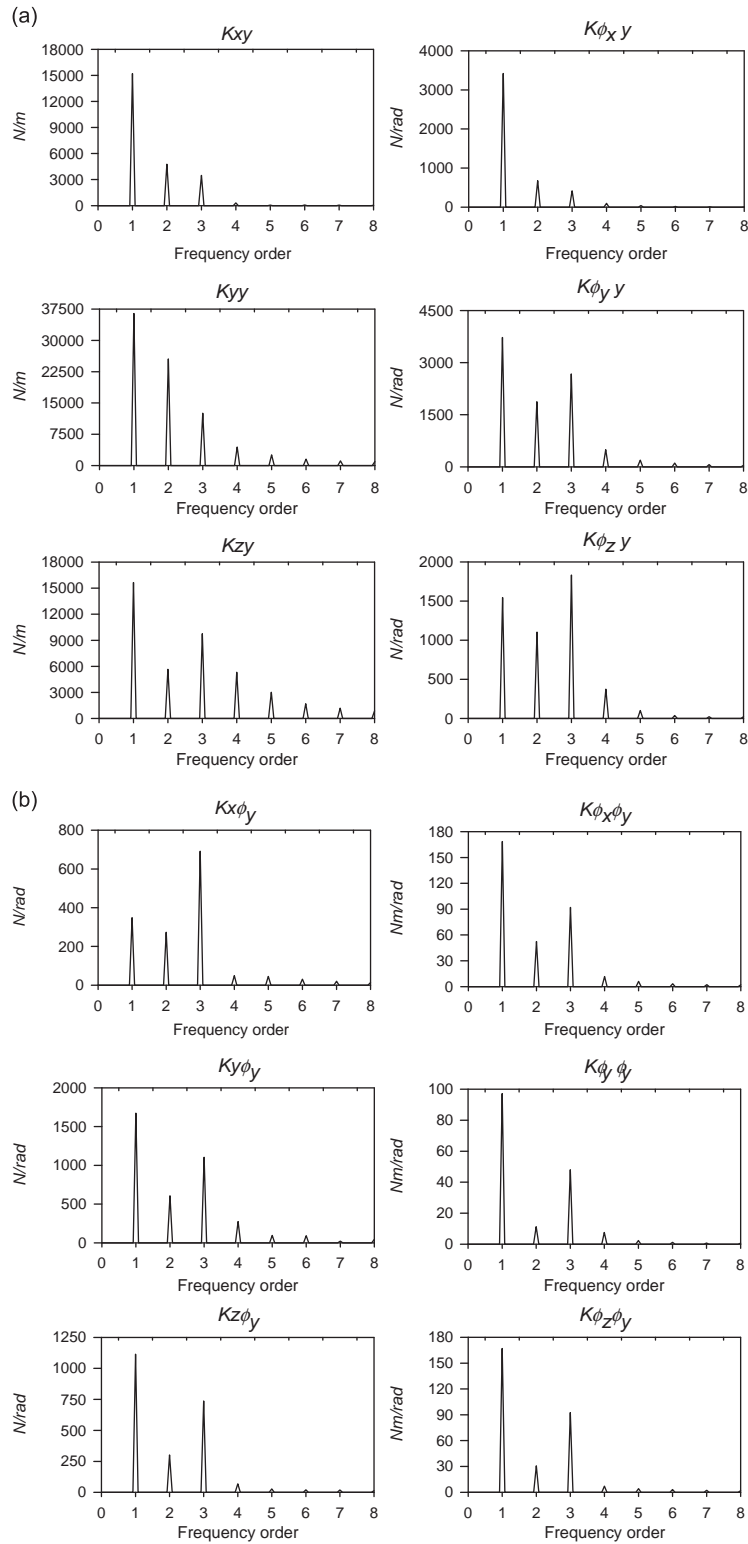 (a)
Kxy
18000
15000
12000
9000
6000
3000
0
N/m
0 1 2 3 4 5 6 7 8
Frequency order
Kϕx y
4000
3000
2000
1000
0
N/rad
0 1 2 3 4 5 6 7 8
Frequency order
Kyy
37500
30000
22500
15000
7500
0
N/m
0 1 2 3 4 5 6 7 8
Frequency order
Kϕy y
4500
3000
1500
0
N/rad
0 1 2 3 4 5 6 7 8
Frequency order
Kzy
18000
15000
12000
9000
6000
3000
0
N/m
0 1 2 3 4 5 6 7 8
Frequency order
Kϕz y
2000
1500
1000
500
0
N/rad
0 1 2 3 4 5 6 7 8
Frequency order
(b)
Kxϕy
800
600
400
200
0
N/rad
0 1 2 3 4 5 6 7 8
Frequency order
Kϕxϕy
180
150
120
90
60
30
0
Nm/rad
0 1 2 3 4 5 6 7 8
Frequency order
Kyϕy
2000
1500
1000
500
0
N/rad
0 1 2 3 4 5 6 7 8
Frequency order
Kϕy ϕy
100
80
60
40
20
0
Nm/rad
0 1 2 3 4 5 6 7 8
Frequency order
Kzϕy
1250
1000
750
500
250
0
N/rad
0 1 2 3 4 5 6 7 8
Frequency order
Kϕzϕy
180
150
120
90
60
30
0
Nm/rad
0 1 2 3 4 5 6 7 8
Frequency order